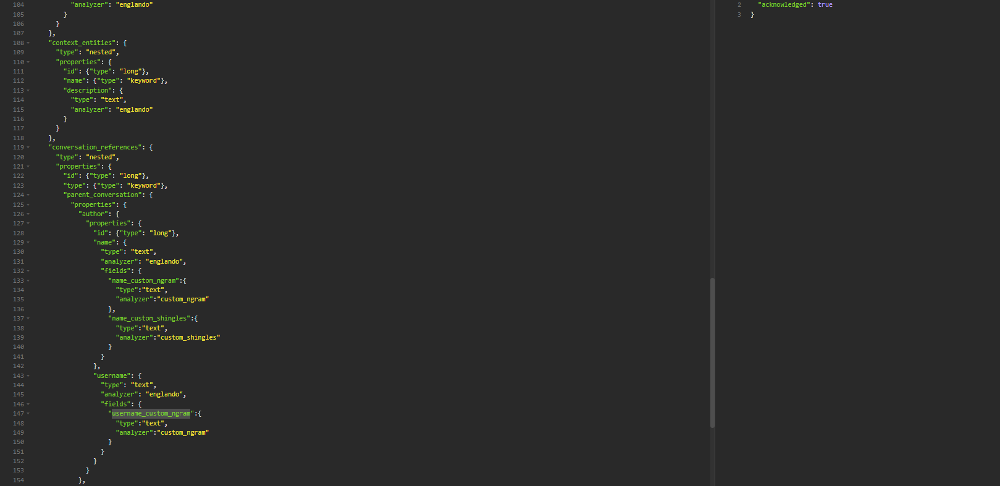 104 "analyzer": "englando"
105 }
106 }
107 },
108 "context_entities": {
109 "type": "nested",
110 "properties": {
111 "id": {"type": "long"},
112 "name": {"type": "keyword"},
113 "description": {
114 "type": "text",
115 "analyzer": "englando"
116 }
117 }
118 },
119 "conversation_references": {
120 "type": "nested",
121 "properties": {
122 "id": {"type": "long"},
123 "type": {"type": "keyword"},
124 "parent_conversation": {
125 "properties": {
126 "author": {
127 "properties": {
128 "id": {"type": "long"},
129 "name": {
130 "type": "text",
131 "analyzer": "englando",
132 "fields": {
133 "name_custom_ngram":{
134 "type":"text",
135 "analyzer":"custom_ngram"
136 },
137 "name_custom_shingles":{
138 "type":"text",
139 "analyzer":"custom_shingles"
140 }
141 }
142 },
143 "username": {
144 "type": "text",
145 "analyzer": "englando",
146 "fields": {
147 "username_custom_ngram":{
148 "type":"text",
149 "analyzer":"custom_ngram"
150 }
151 }
152 }
153 }
154 },
2 "acknowledged": true
3 }